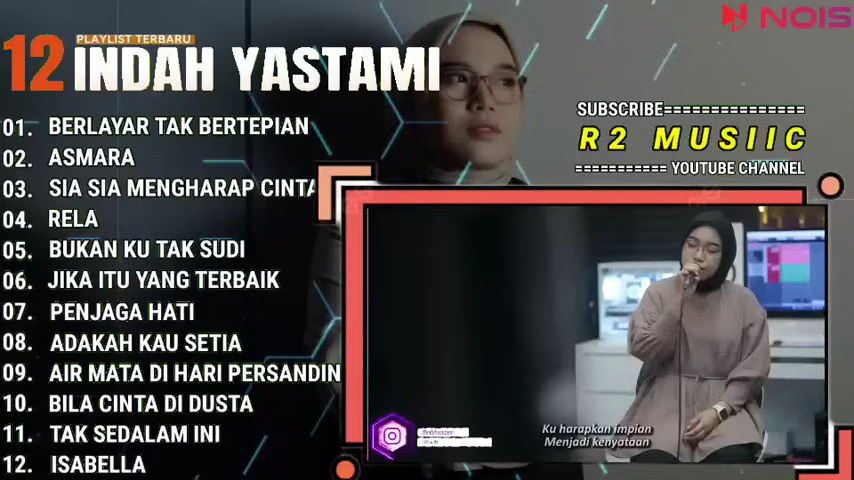 NOIS
PLAYLIST TERBARU
12 INDAH YASTAMI
SUBSCRIBE===============
R2 MUSIIC
=========== YOUTUBE CHANNEL
01. BERLAYAR TAK BERTEPIAN
02. ASMARA
03. SIA SIA MENGHARAP CINTA
04. RELA
05. BUKAN KU TAK SUDI
06. JIKA ITU YANG TERBAIK
07. PENJAGA HATI
08. ADAKAH KAU SETIA
09. AIR MATA DI HARI PERSANDIN
10. BILA CINTA DI DUSTA
11. TAK SEDALAM INI
12. ISABELLA
Ku harapkan impian
Menjadi kenyataan